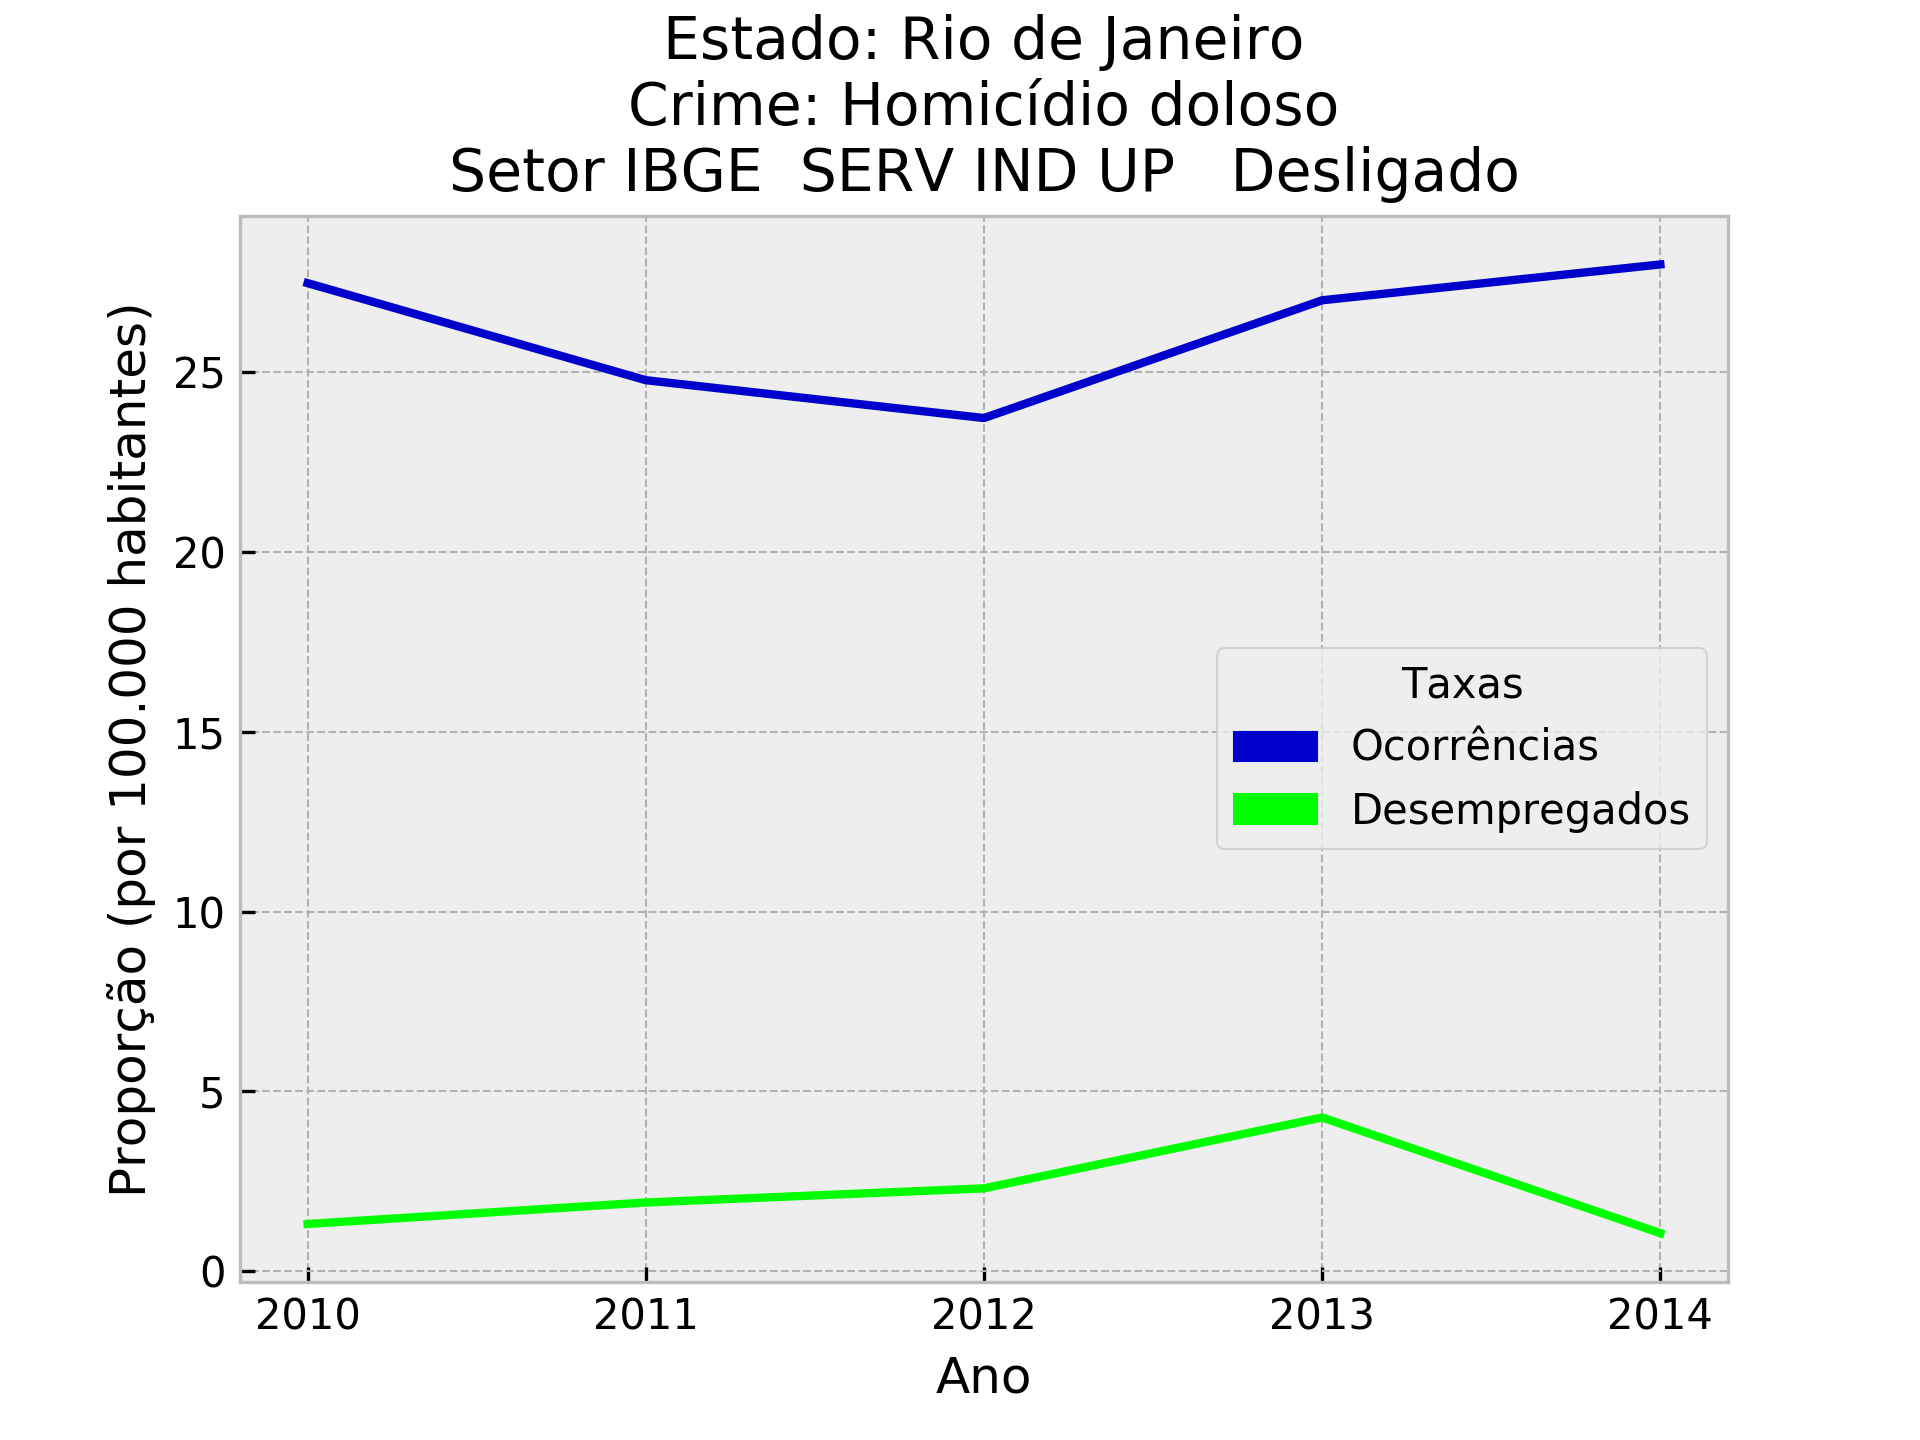 Estado: Rio de Janeiro
Crime: Homicídio doloso
Setor IBGE  SERV IND UP   Desligado
Proporção (por 100.000 habitantes)
25
20
15
10
5
0
Taxas
Ocorrências
Desempregados
2010 2011 2012 2013 2014
Ano